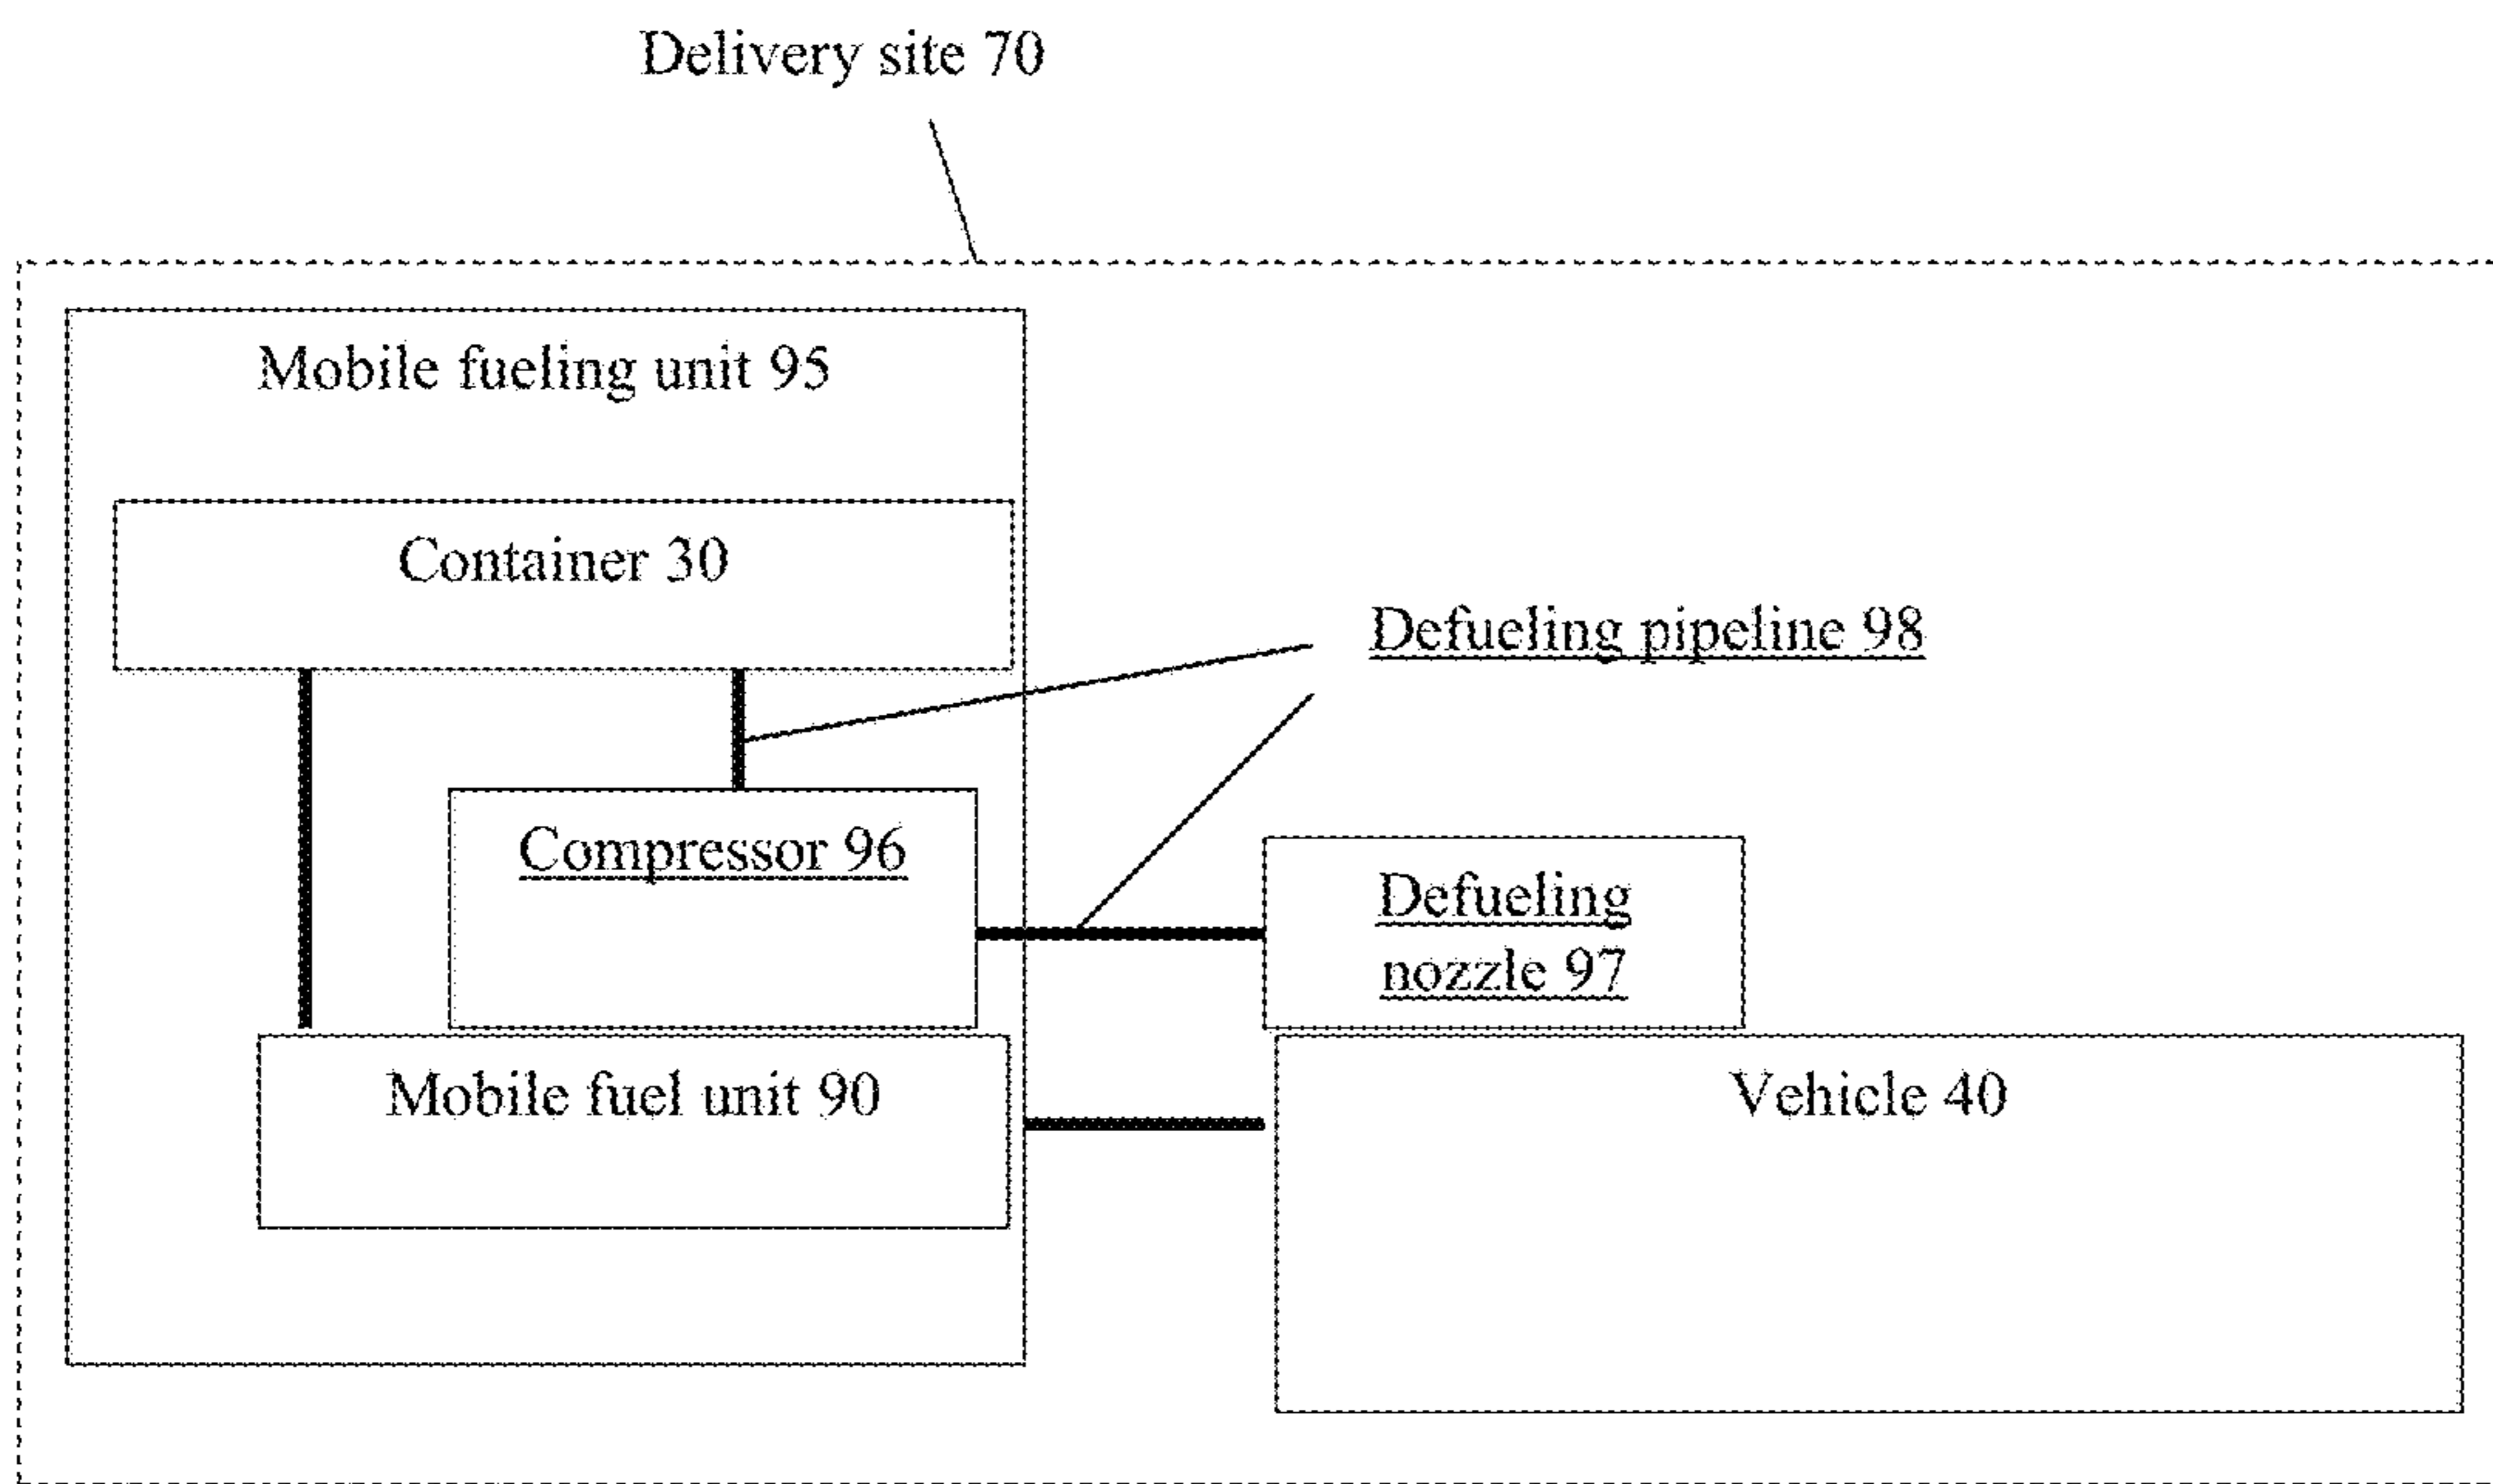 Delivery site 70
Mobile fueling unit 95
Container 30
Defueling pipeline 98
Compressor 96
Defueling
nozzle 97
Mobile fuel unit 90
Vehicle 40